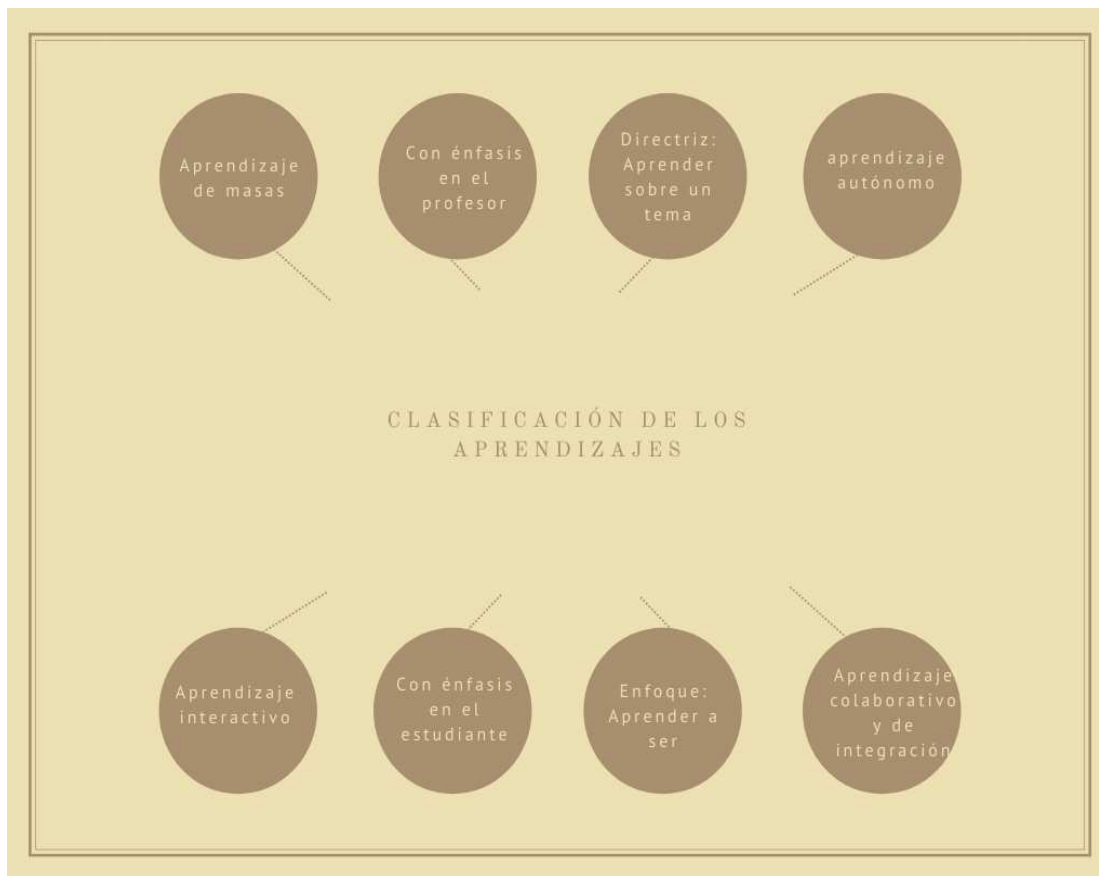 Aprendizaje
de masas
Con énfasis
en el
profesor
Directriz:
Aprender
sobre un
tema
aprendizaje
autónomo
CLASIFICACIÓN DE LOS
APRENDIZAJES
Aprendizaje
interactivo
Con énfasis
en el
estudiante
Enfoque:
Aprender a
ser
Aprendizaje
colaborativo
y de
integración